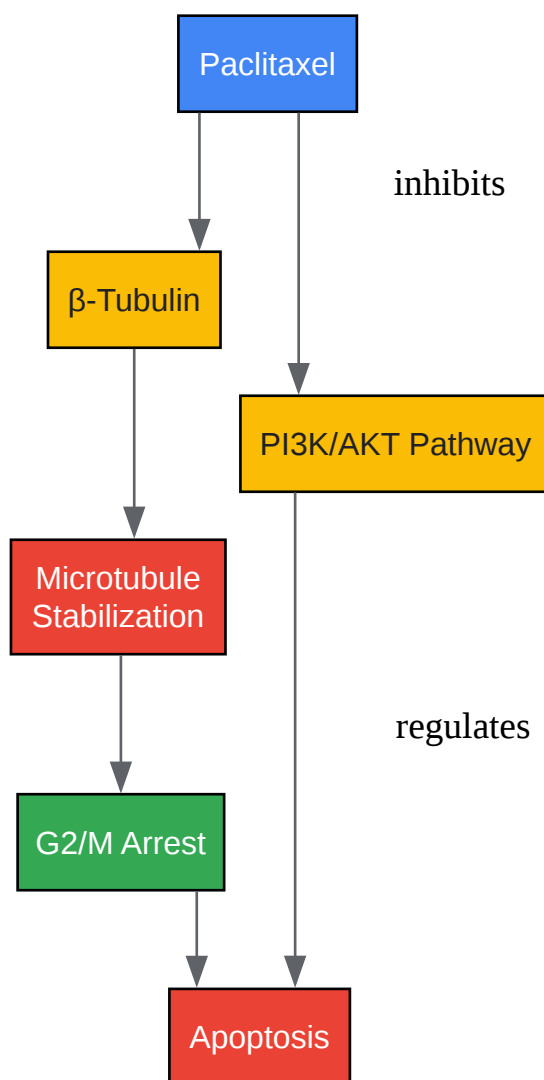 Paclitaxel
inhibits
β-Tubulin
PI3K/AKT Pathway
Microtubule
Stabilization
regulates
G2/M Arrest
Apoptosis